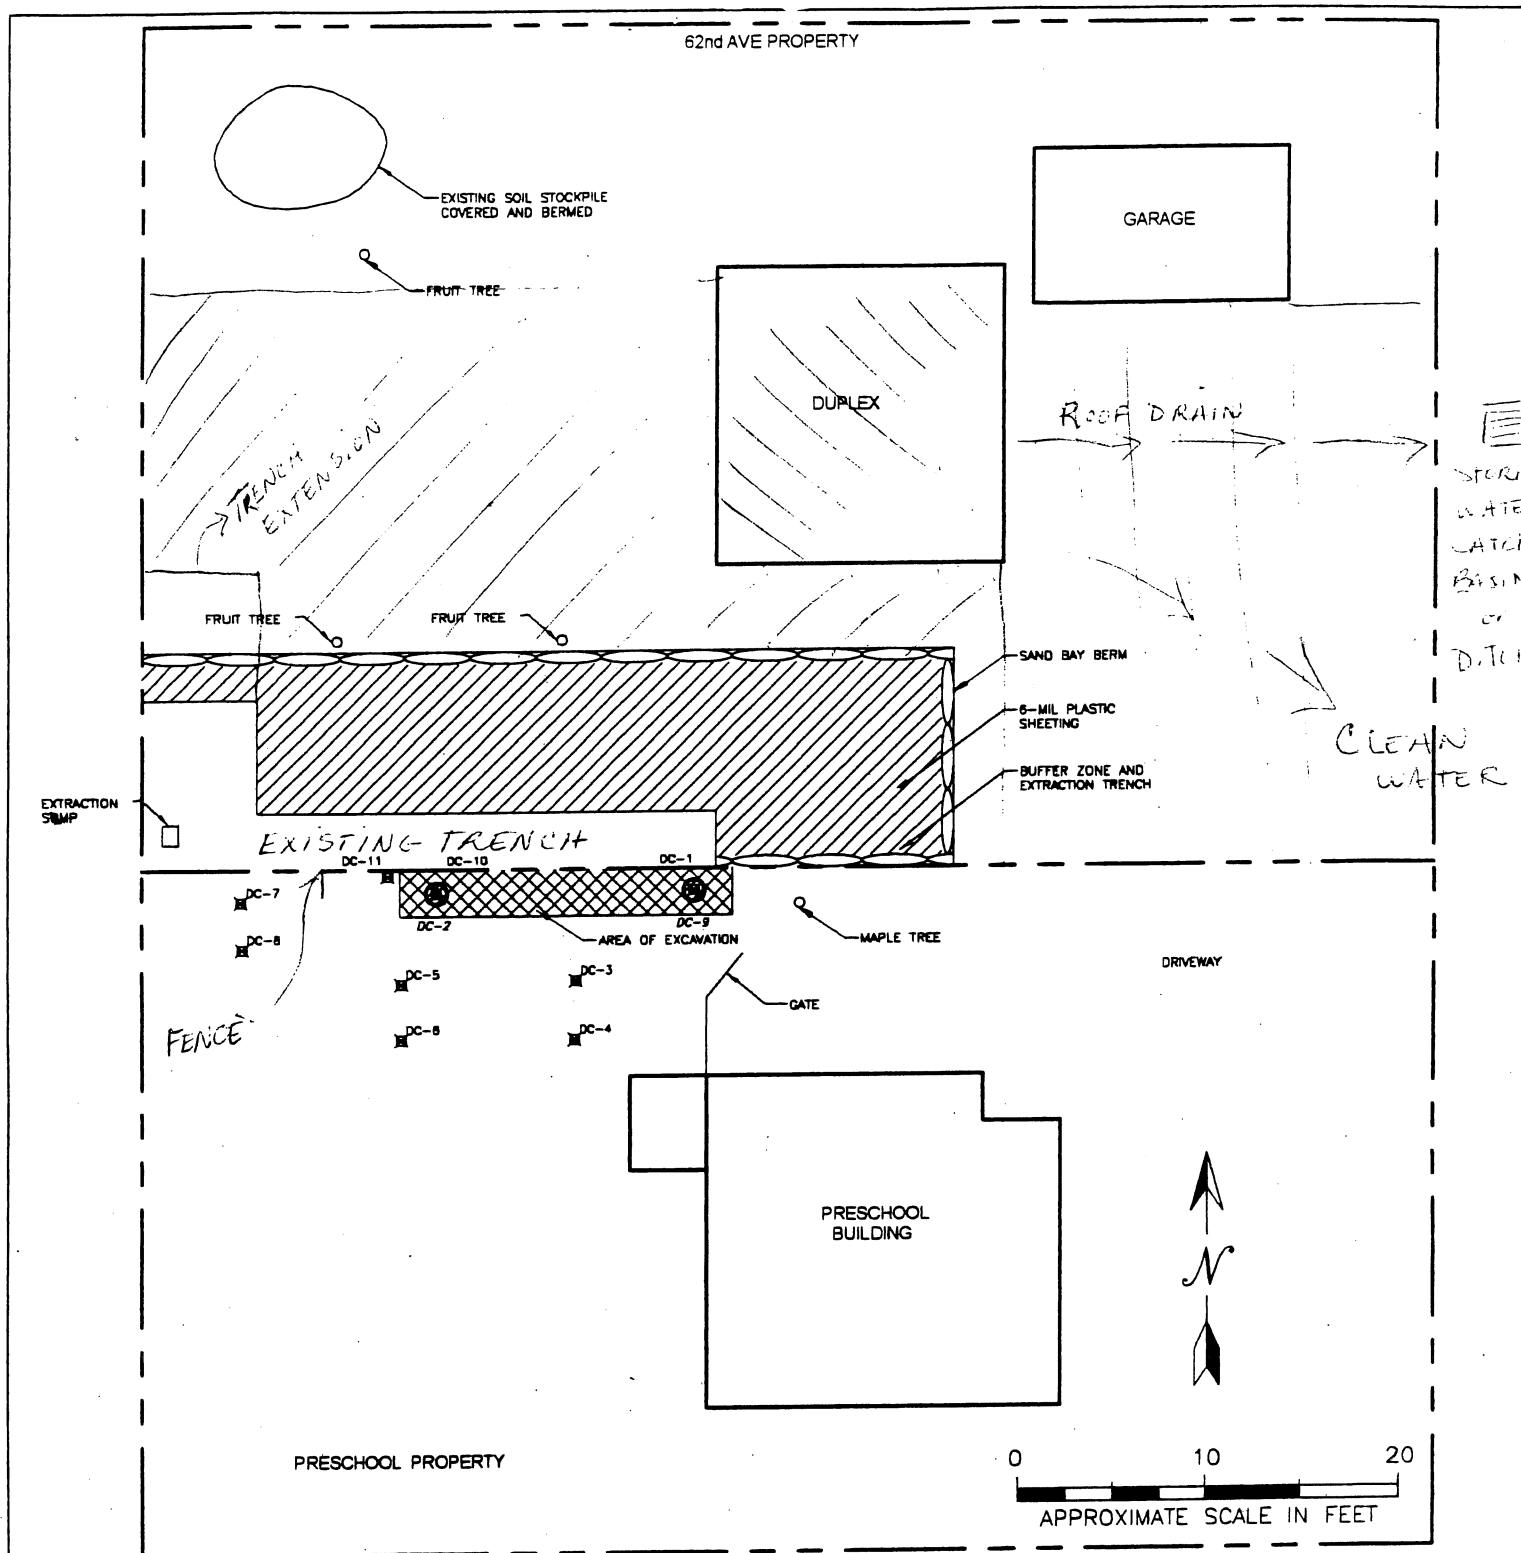 62nd AVE PROPERTY
EXISTING SOIL STOCKPILE
COVERED AND BERMED
GARAGE
FRUIT TREE
DUPLEX
ROOF DRAIN
TRENCH
EXTENSION
BASIN
FRUIT TREE
FRUIT TREE
SAND BAY BERM
6-MIL PLASTIC
SHEETING
CLEAN
WATER
BUFFER ZONE AND
EXTRACTION TRENCH
EXTRACTION
SUMP
EXISTING TRENCH
DC-11
DC-10
DC-1
DC-7
DC-2
DC-9
AREA OF EXCAVATION
MAPLE TREE
DC-8
DRIVEWAY
DC-5
DC-3
GATE
FENCE
DC-6
DC-4
PRESCHOOL
BUILDING
N
PRESCHOOL PROPERTY
0 10 20
APPROXIMATE SCALE IN FEET